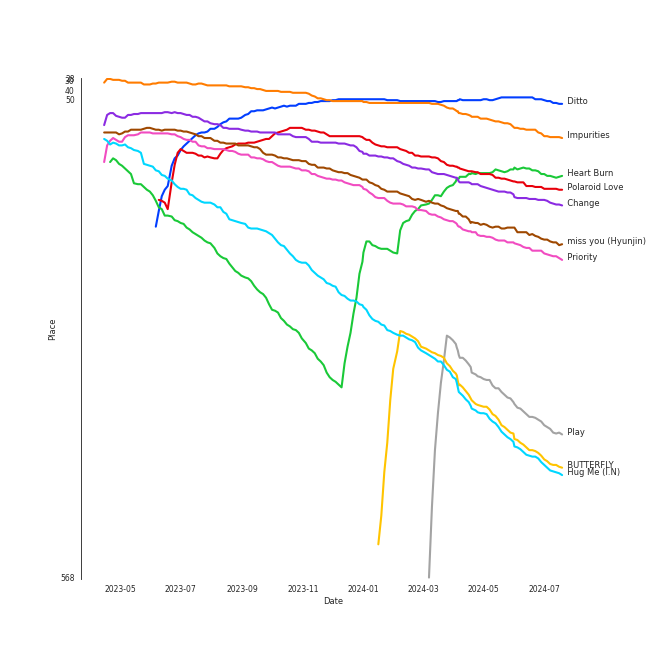 30
40
50
568
Place
2023-05 2023-07 2023-09 2023-11 2024-01 2024-03 2024-05 2024-07
Date
Ditto
Impurities
Heart Burn
Polaroid Love
Change
miss you (Hyunjin)
Priority
Play
BUTTERFLY
Hug Me (I.N)